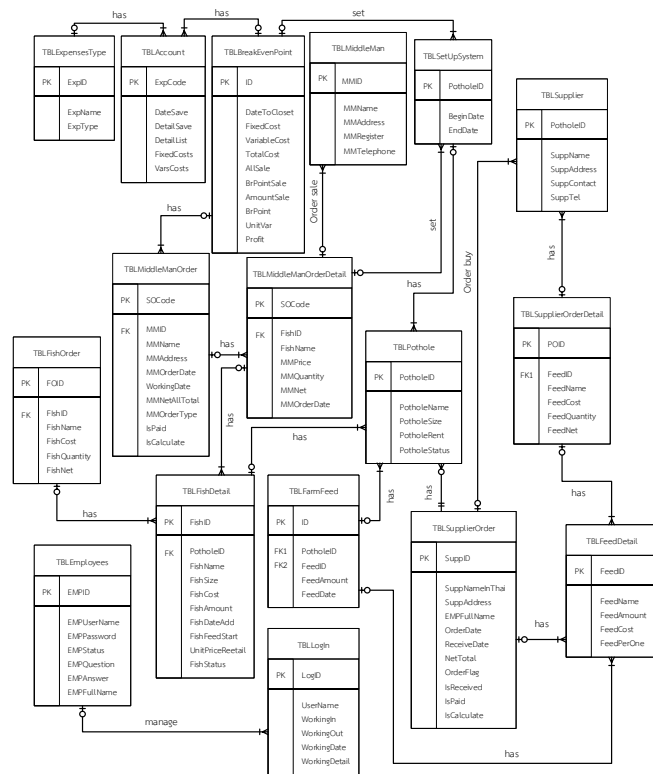 has
has
set
TBLExpensesType
PK ExpID
ExpName
ExpType
TBLAccount
PK ExpCode
DateSave
DetailSave
DetailList
FixedCosts
VarsCosts
TBLBreakEvenPoint
PK ID
DateToCloset
FixedCost
VariableCost
TotalCost
AllSale
BrPointSale
AmountSale
BrPoint
UnitVar
Profit
TBLMiddleMan
PK MMID
MMName
MMAddress
MMRegister
MMTelephone
TBLSetUpSystem
PK PotholeID
BeginDate
EndDate
TBLSupplier
PK PotholeID
SuppName
SuppAddress
SuppContact
SuppTel
has
Order sale
set
has
Order buy
has
TBLMiddleManOrder
PK SOCode
FK MMID
MMName
MMAddress
MMOrderDate
WorkingDate
MMNetAllTotal
MMOrderType
IsPaid
IsCalculate
has
TBLMiddleManOrderDetail
PK SOCode
FK FishID
FishName
MMPrice
MMQuantity
MMNet
MMOrderDate
TBLSupplierOrderDetail
PK POID
FK1 FeedID
FeedName
FeedCost
FeedQuantity
FeedNet
TBLFishOrder
PK FOID
FK FishID
FishName
FishCost
FishQuantity
FishNet
TBLPothole
PK PotholeID
PotholeName
PotholeSize
PotholeRent
PotholeStatus
has
has
has
has
has
has
TBLFishDetail
PK FishID
FK PotholeID
FishName
FishSize
FishCost
FishAmount
FishDateAdd
FishFeedStart
UnitPriceReetail
FishStatus
TBLFarmFeed
PK ID
FK1 PotholeID
FK2 FeedID
FeedAmount
FeedDate
TBLSupplierOrder
PK SuppID
SuppNameInThai
SuppAddress
EMPFullName
OrderDate
ReceiveDate
NetTotal
OrderFlag
IsReceived
IsPaid
IsCalculate
has
TBLFeedDetail
PK FeedID
FeedName
FeedAmount
FeedCost
FeedPerOne
TBLEmployees
PK EMPID
EMPUserName
EMPPassword
EMPStatus
EMPQuestion
EMPAnswer
EMPFullName
manage
TBLLogIn
PK LogID
UserName
WorkingIn
WorkingOut
WorkingDate
WorkingDetail
has